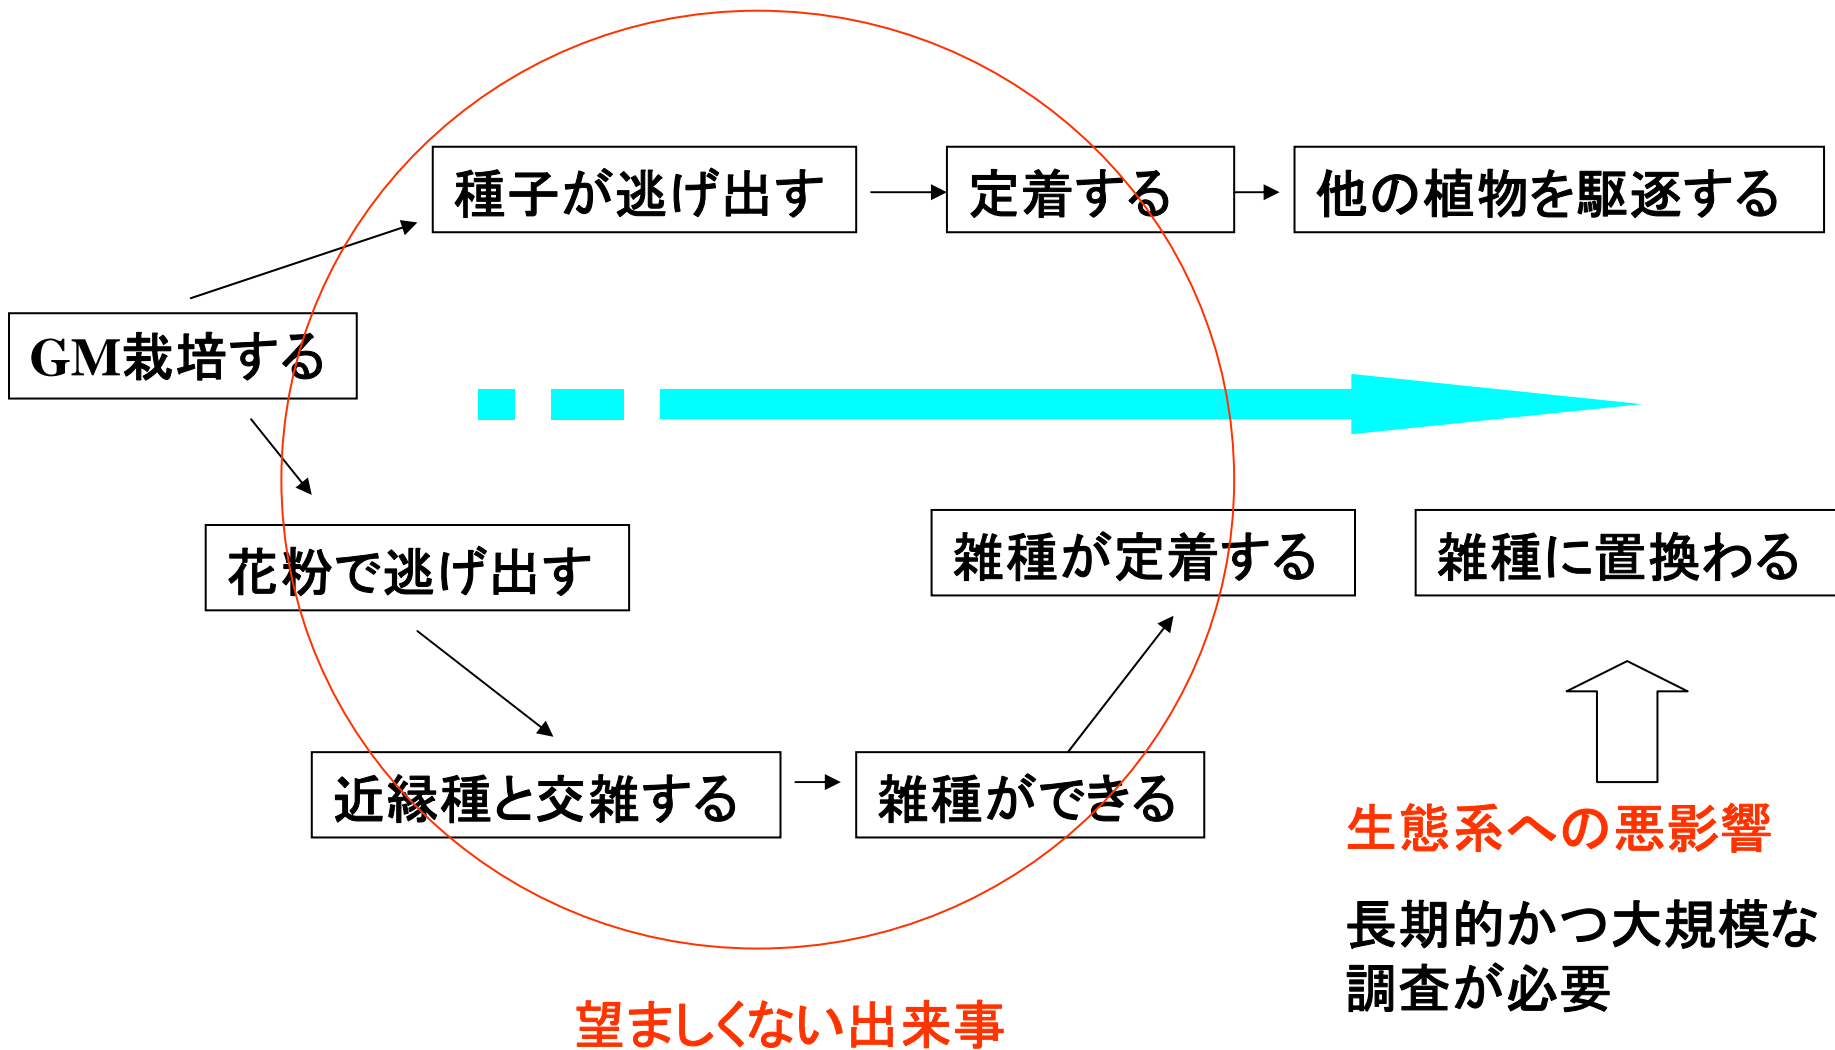 種子が逃げ出す
定着する
他の植物を駆逐する
GM栽培する
花粉で逃げ出す
雑種が定着する
雑種に置換わる
近縁種と交雑する
雑種ができる
生態系への悪影響
長期的かつ大規模な
調査が必要
望ましくない出来事